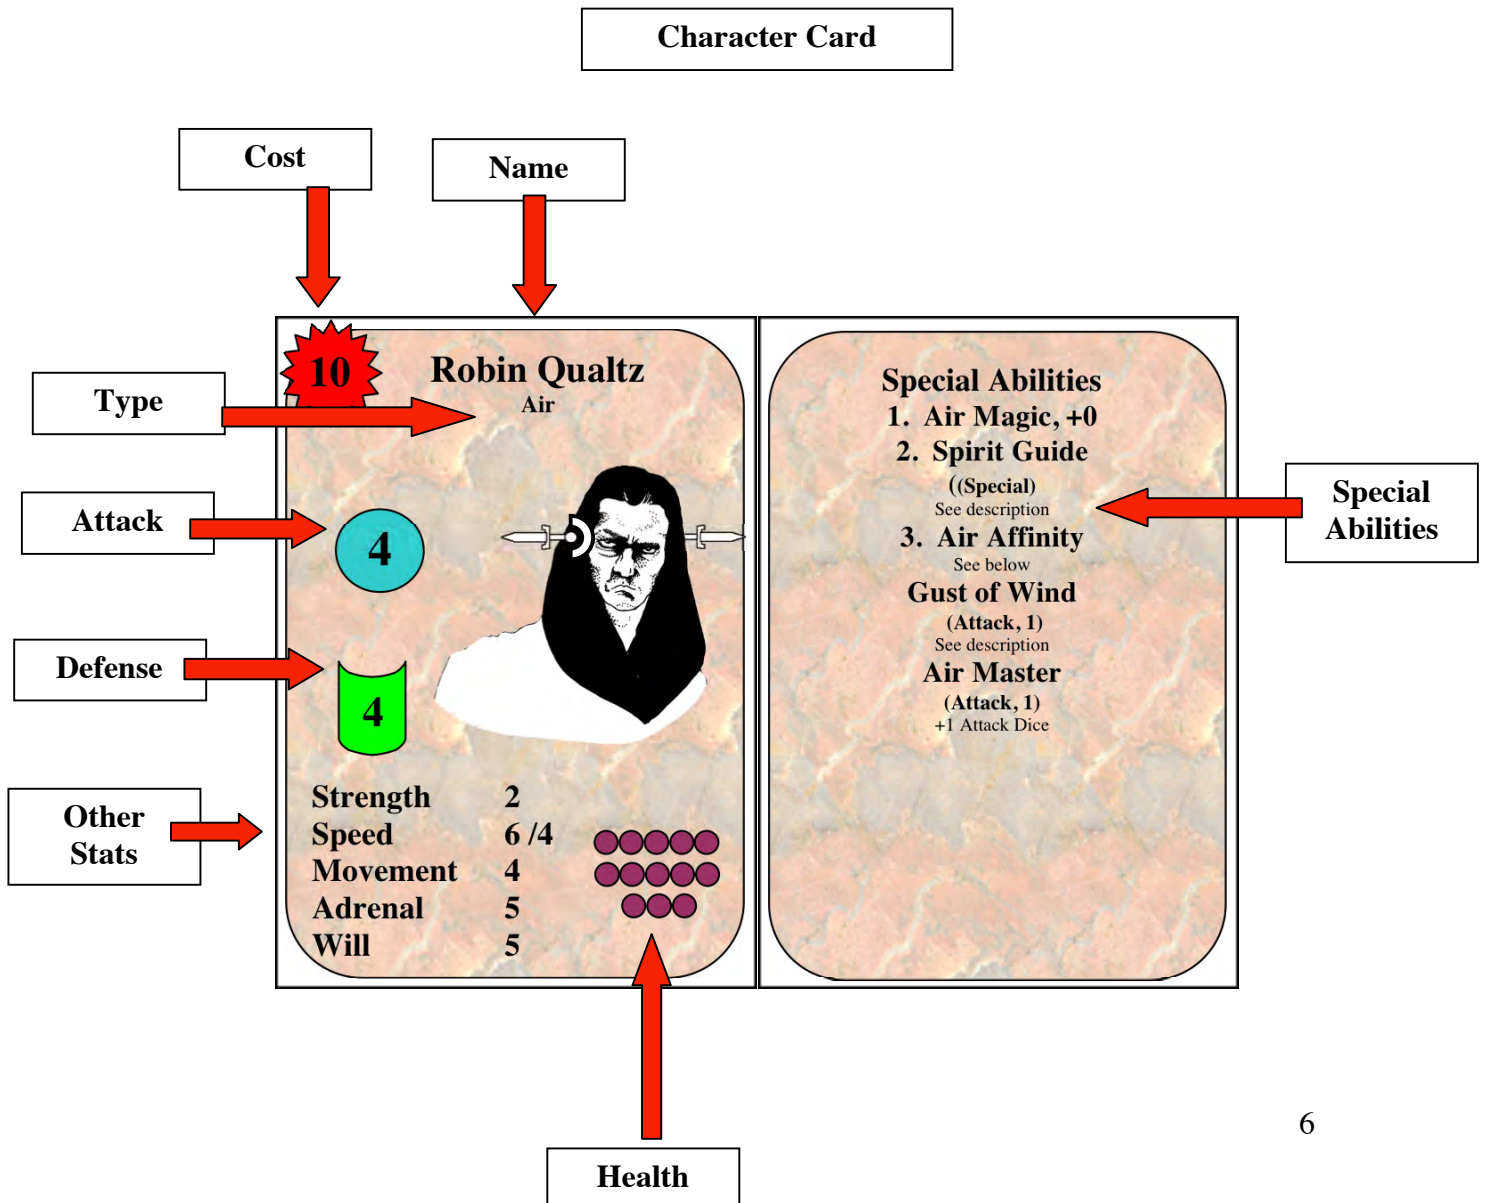 Character Card
Cost
Name
Type
Attack
Defense
Other
Stats
10
Robin Qualtz
Air
4
4
Strength 2
Speed 6 /4
Movement 4
Adrenal 5
Will 5
Special Abilities
1. Air Magic, +0
2. Spirit Guide
((Special)
See description
3. Air Affinity
See below
Gust of Wind
(Attack, 1)
See description
Air Master
(Attack, 1)
+1 Attack Dice
Special
Abilities
Health
6